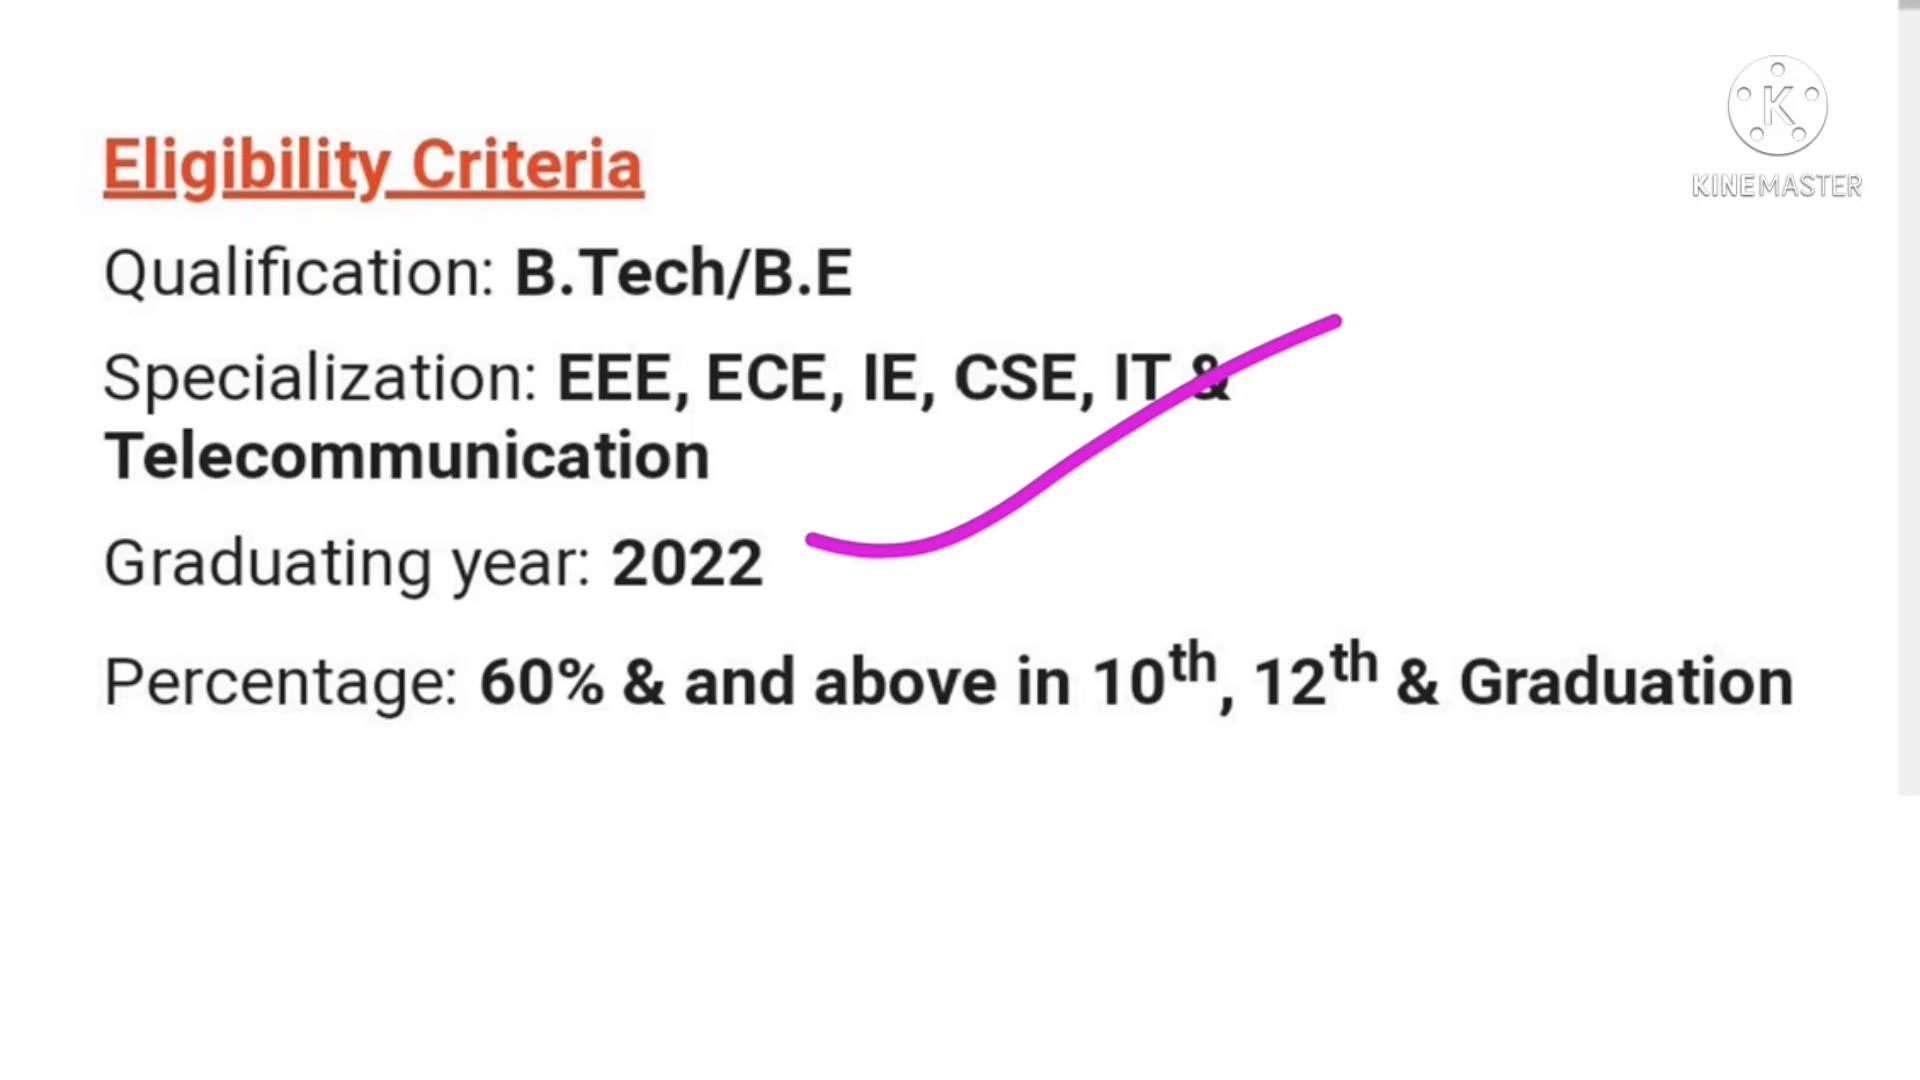 Eligibility Criteria
K
KINEMASTER
Qualification: B.Tech/B.E
Specialization: EEE, ECE, IE, CSE, IT &
Telecommunication
Graduating year: 2022
Percentage: 60% & and above in 10th, 12th & Graduation